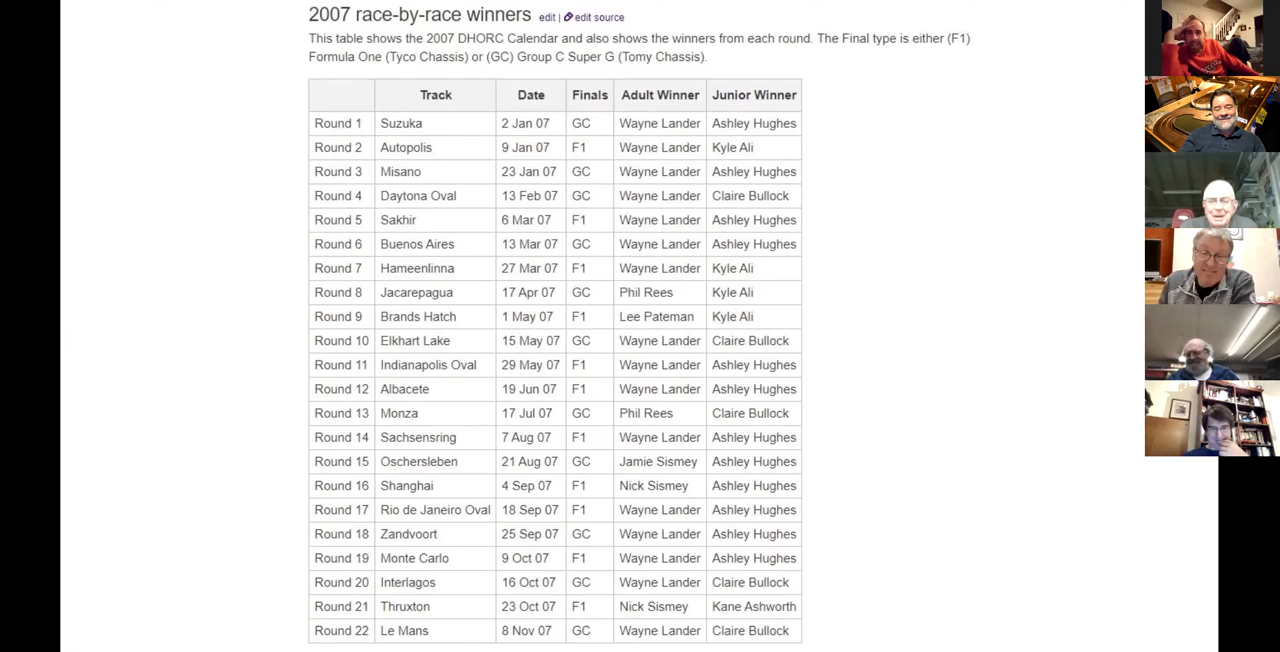 2007 race-by-race winners edit | edit source
This table shows the 2007 DHORC Calendar and also shows the winners from each round. The Final type is either (F1)
Formula One (Tyco Chassis) or (GC) Group C Super G (Tomy Chassis).
Track Date Finals Adult Winner Junior Winner
Round 1 Suzuka 2 Jan 07 GC Wayne Lander Ashley Hughes
Round 2 Autopolis 9 Jan 07 F1 Wayne Lander Kyle Ali
Round 3 Misano 23 Jan 07 GC Wayne Lander Ashley Hughes
Round 4 Daytona Oval 13 Feb 07 GC Wayne Lander Claire Bullock
Round 5 Sakhir 6 Mar 07 F1 Wayne Lander Ashley Hughes
Round 6 Buenos Aires 13 Mar 07 GC Wayne Lander Ashley Hughes
Round 7 Hameenlinna 27 Mar 07 F1 Wayne Lander Kyle Ali
Round 8 Jacarepagua 17 Apr 07 GC Phil Rees Kyle Ali
Round 9 Brands Hatch 1 May 07 F1 Lee Pateman Kyle Ali
Round 10 Elkhart Lake 15 May 07 GC Wayne Lander Claire Bullock
Round 11 Indianapolis Oval 29 May 07 F1 Wayne Lander Ashley Hughes
Round 12 Albacete 19 Jun 07 F1 Wayne Lander Ashley Hughes
Round 13 Monza 17 Jul 07 GC Phil Rees Claire Bullock
Round 14 Sachsensring 7 Aug 07 F1 Wayne Lander Ashley Hughes
Round 15 Oschersleben 21 Aug 07 GC Jamie Sismey Ashley Hughes
Round 16 Shanghai 4 Sep 07 F1 Nick Sismey Ashley Hughes
Round 17 Rio de Janeiro Oval 18 Sep 07 F1 Wayne Lander Ashley Hughes
Round 18 Zandvoort 25 Sep 07 GC Wayne Lander Ashley Hughes
Round 19 Monte Carlo 9 Oct 07 F1 Wayne Lander Ashley Hughes
Round 20 Interlagos 16 Oct 07 GC Wayne Lander Claire Bullock
Round 21 Thruxton 23 Oct 07 F1 Nick Sismey Kane Ashworth
Round 22 Le Mans 8 Nov 07 GC Wayne Lander Claire Bullock